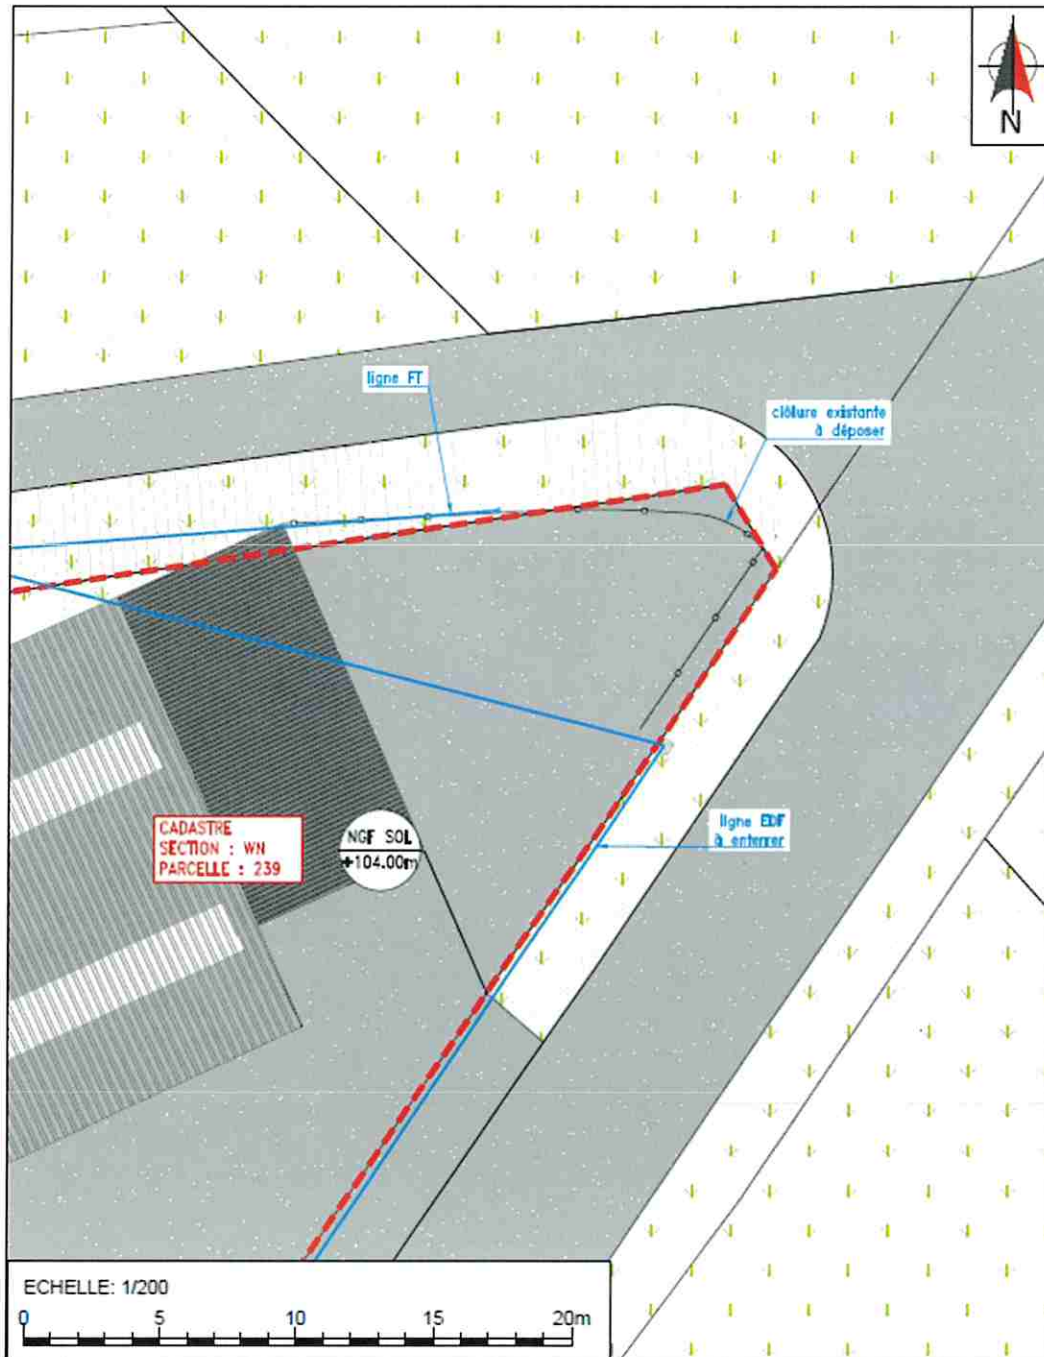 N
ligne FT
clôture existante
à déposer
ligne EDF
à enterrer
CADASTRE
SECTION : WN
PARCELLE : 239
NGF SOL
+104.00m
ECHELLE: 1/200
0 5 10 15 20m